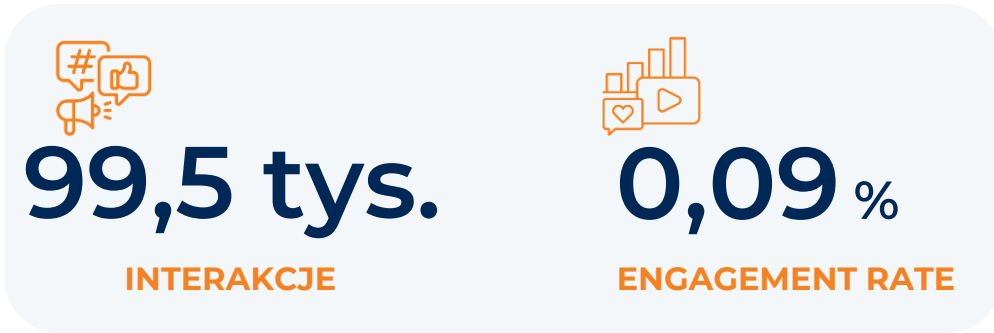 #
99,5 tys.
INTERAKCJE
0,09 %
ENGAGEMENT RATE